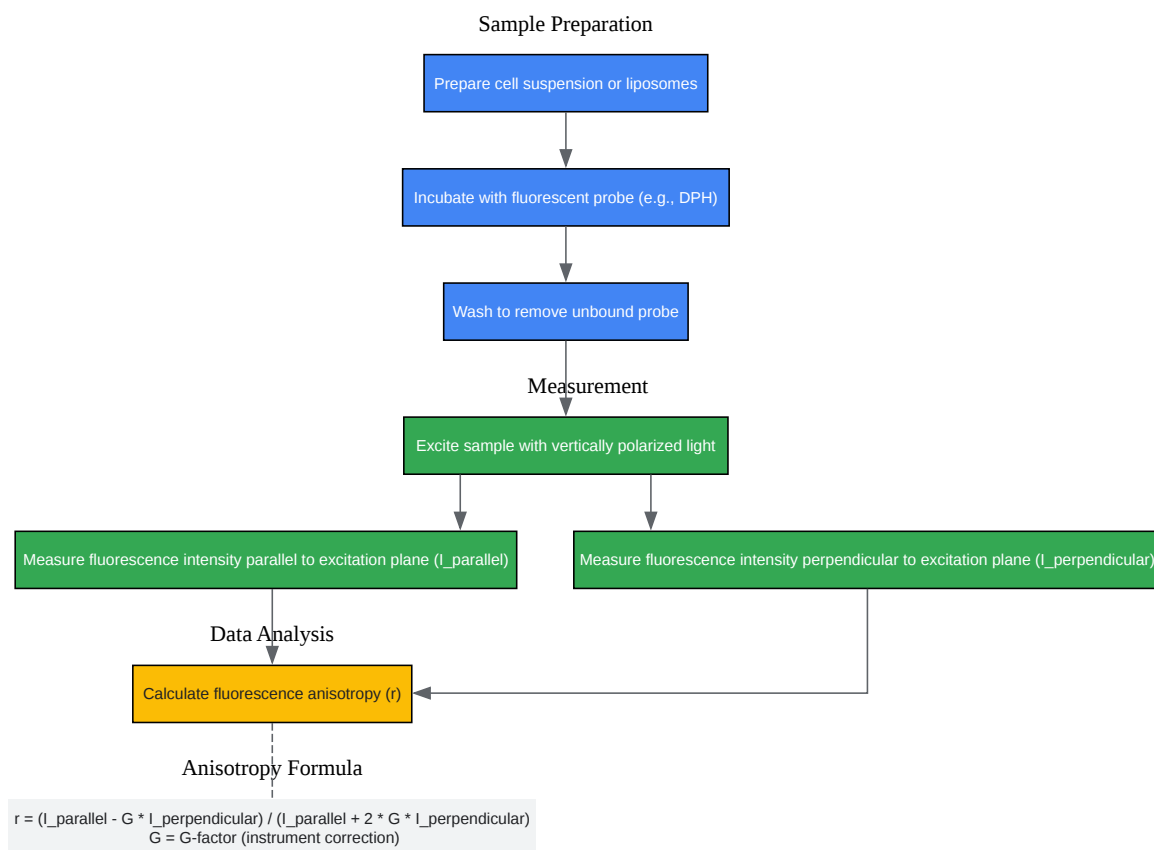 Sample Preparation
Prepare cell suspension or liposomes
Incubate with fluorescent probe (e.g., DPH)
Wash to remove unbound probe
Measurement
Excite sample with vertically polarized light
Measure fluorescence intensity parallel to excitation plane (I_parallel)
Measure fluorescence intensity perpendicular to excitation plane (I_perpendicular)
Data Analysis
Calculate fluorescence anisotropy (r)
Anisotropy Formula
r = (I_parallel - G * I_perpendicular) / (I_parallel + 2 * G * I_perpendicular)
G = G-factor (instrument correction)